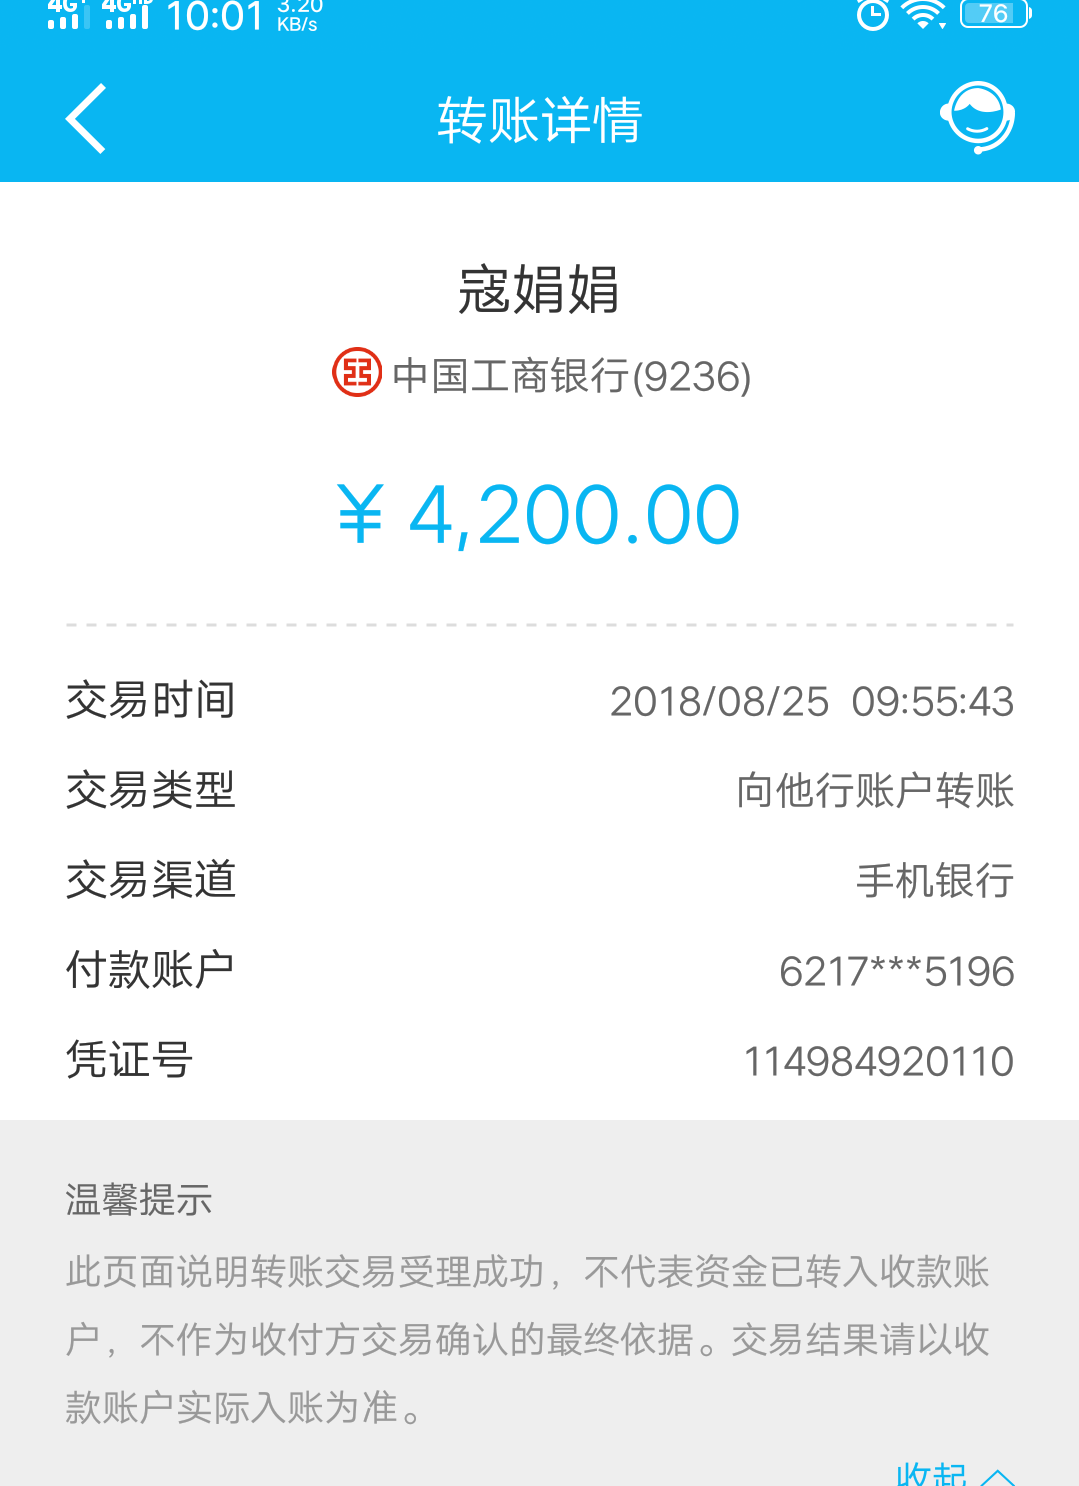 4G+ 4G HD 10:01 3.20 KB/s 76
转账详情
寇娟娟
中国工商银行(9236)
¥ 4,200.00
交易时间 2018/08/25 09:55:43
交易类型 向他行账户转账
交易渠道 手机银行
付款账户 6217***5196
凭证号 114984920110
温馨提示
此页面说明转账交易受理成功，不代表资金已转入收款账
户，不作为收付方交易确认的最终依据。交易结果请以收
款账户实际入账为准。
收起